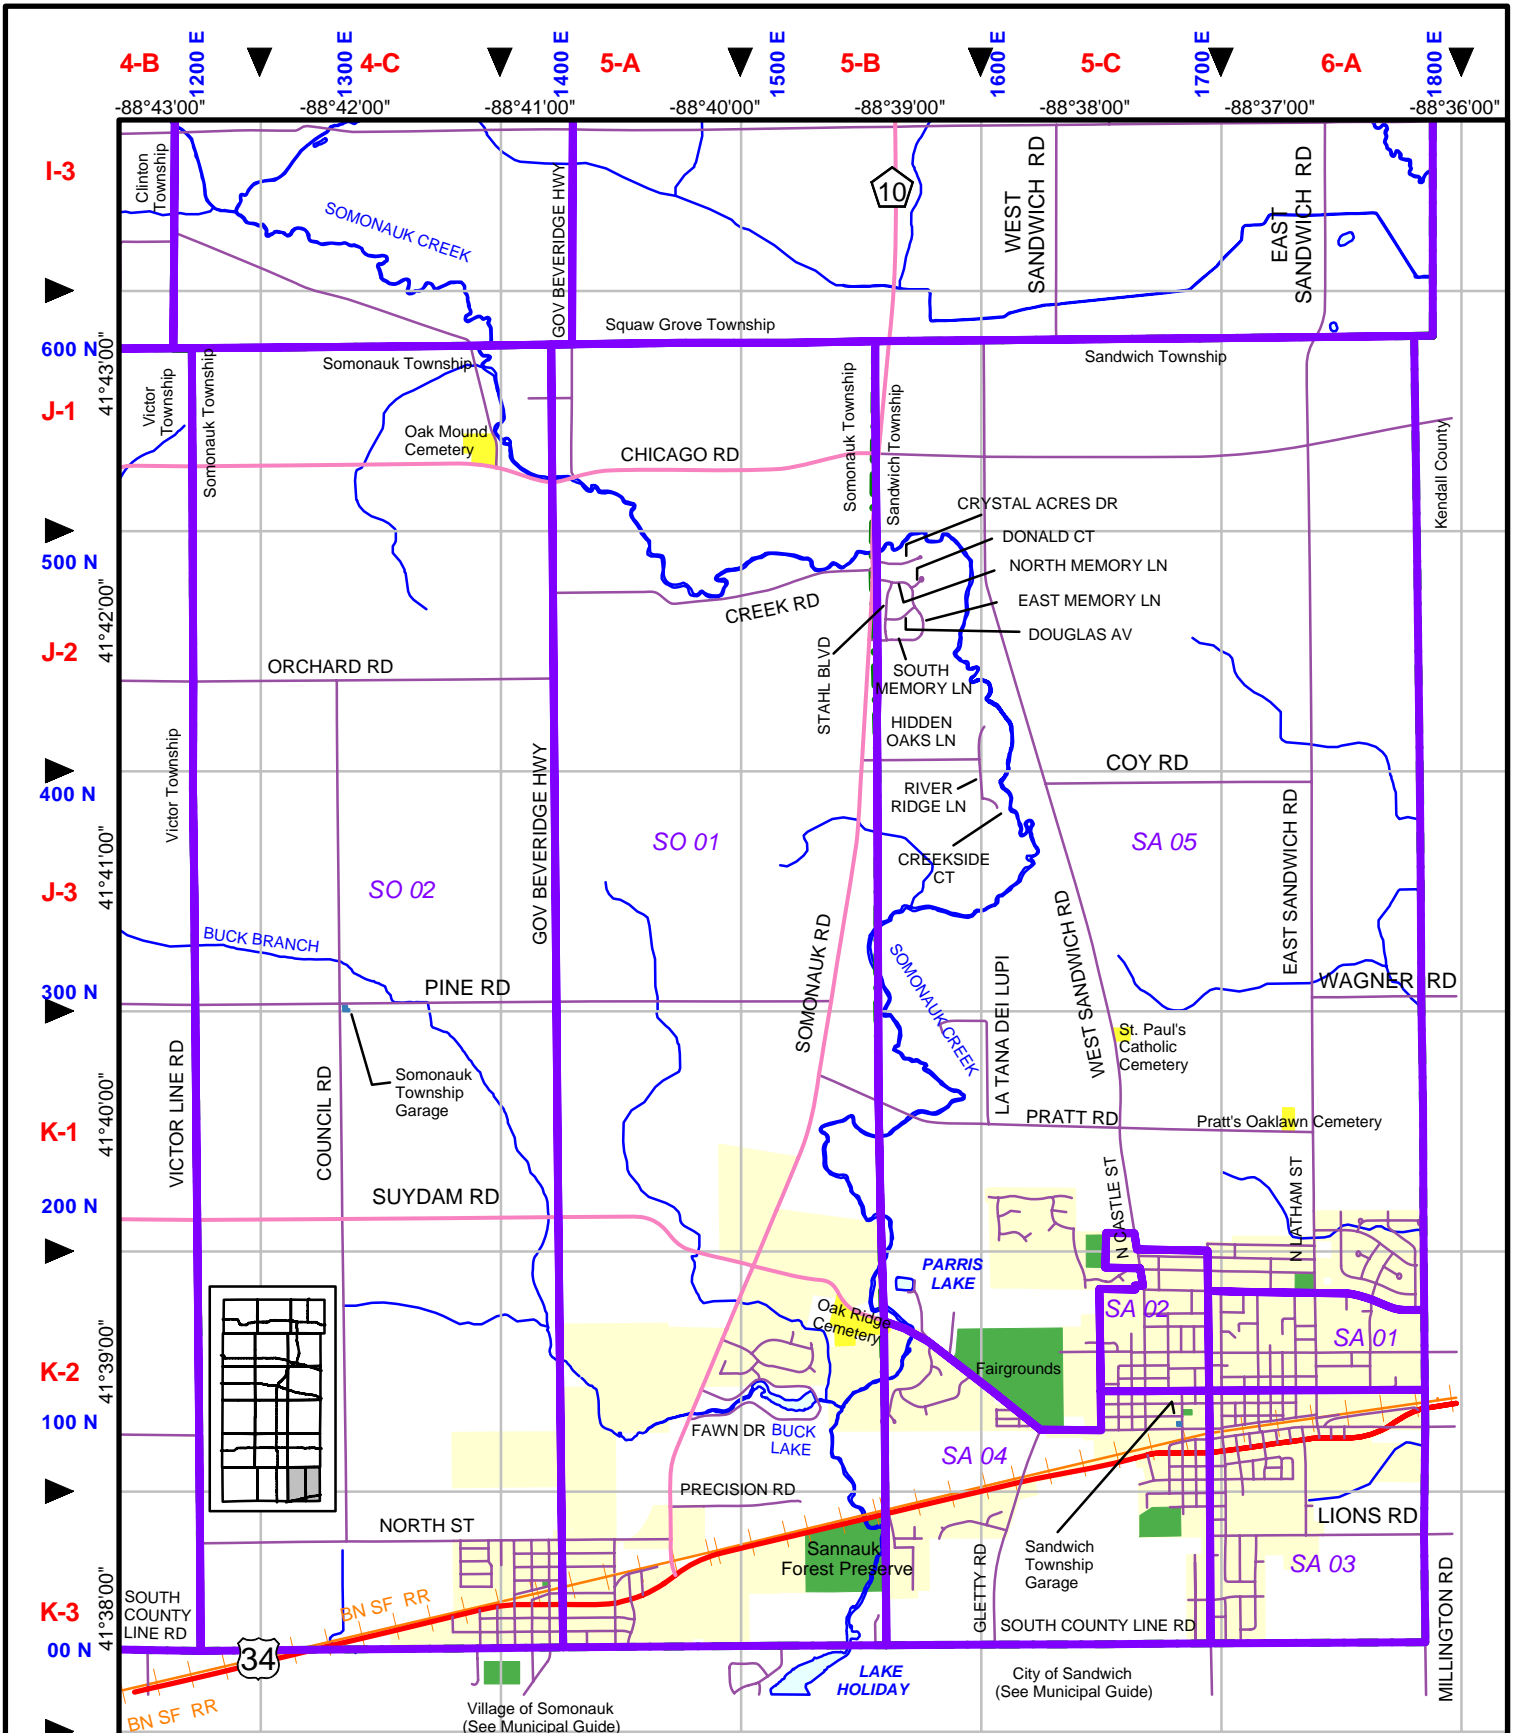 4-B
1200 E
1300 E
4-C
1400 E
5-A
1500 E
5-B
1600 E
5-C
1700 E
6-A
1800 E
-88°43'00"
-88°42'00"
-88°41'00"
-88°40'00"
-88°39'00"
-88°38'00"
-88°37'00"
-88°36'00"
I-3
Clinton
Township
SOMONAUK CREEK
GOV BEVERIDGE HWY
10
WEST
SANDWICH RD
EAST
SANDWICH RD
Squaw Grove Township
600 N
41°43'00"
Somonauk Township
Sandwich Township
Victor
Township
Somonauk Township
Somonauk Township
Sandwich Township
J-1
Oak Mound
Cemetery
CHICAGO RD
Kendall County
CRYSTAL ACRES DR
DONALD CT
NORTH MEMORY LN
EAST MEMORY LN
DOUGLAS AV
500 N
41°42'00"
CREEK RD
STAHL BLVD
SOUTH
MEMORY LN
J-2
ORCHARD RD
HIDDEN
OAKS LN
Victor Township
GOV BEVERIDGE HWY
COY RD
400 N
RIVER
RIDGE LN
EAST SANDWICH RD
41°41'00"
SO 01
SA 05
CREEKSIDE
CT
J-3
SO 02
WEST SANDWICH RD
BUCK BRANCH
SOMONAUK RD
SOMONAUK CREEK
LA TANA DEI LUPI
WAGNER RD
300 N
PINE RD
St. Paul's
Catholic
Cemetery
VICTOR LINE RD
COUNCIL RD
Somonauk
Township
Garage
41°40'00"
K-1
PRATT RD
Pratt's Oaklawn Cemetery
N CASTLE ST
N LATHAM ST
SUYDAM RD
200 N
PARRIS
LAKE
SA 02
Oak Ridge
Cemetery
SA 01
41°39'00"
K-2
Fairgrounds
100 N
FAWN DR
BUCK
LAKE
SA 04
PRECISION RD
LIONS RD
NORTH ST
Sannauk
Forest Preserve
GLETTY RD
Sandwich
Township
Garage
SA 03
41°38'00"
K-3
SOUTH
COUNTY
LINE RD
BN SF RR
SOUTH COUNTY LINE RD
MILLINGTON RD
00 N
34
LAKE
HOLIDAY
City of Sandwich
(See Municipal Guide)
BN SF RR
Village of Somonauk
(See Municipal Guide)